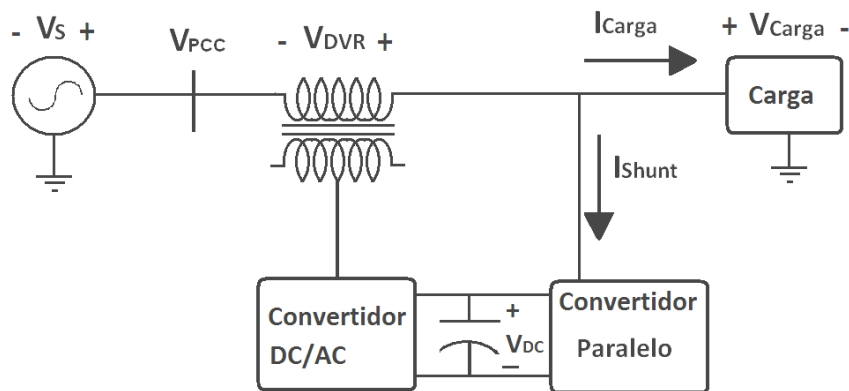 - Vs +
VPCC
- VDVR +
ICarga
+ VCarga -
Carga
IShunt
Convertidor
DC/AC
+
VDC
−
Convertidor
Paralelo